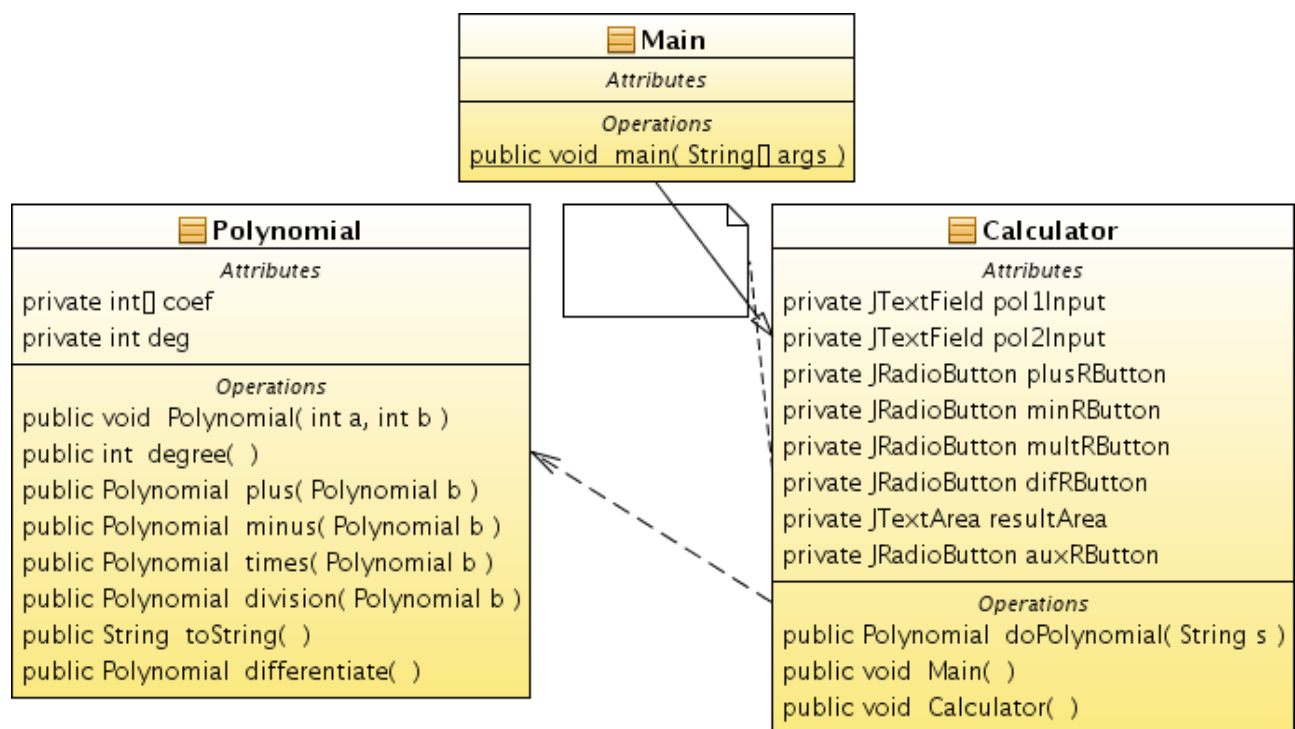 Main
Attributes
Operations
public void main( String[] args )
Polynomial
Attributes
private int[] coef
private int deg
Operations
public void Polynomial( int a, int b )
public int degree( )
public Polynomial plus( Polynomial b )
public Polynomial minus( Polynomial b )
public Polynomial times( Polynomial b )
public Polynomial division( Polynomial b )
public String toString( )
public Polynomial differentiate( )
Calculator
Attributes
private JTextField pol1Input
private JTextField pol2Input
private JRadioButton plusRButton
private JRadioButton minRButton
private JRadioButton multRButton
private JRadioButton difRButton
private JTextArea resultArea
private JRadioButton auxRButton
Operations
public Polynomial doPolynomial( String s )
public void Main( )
public void Calculator( )